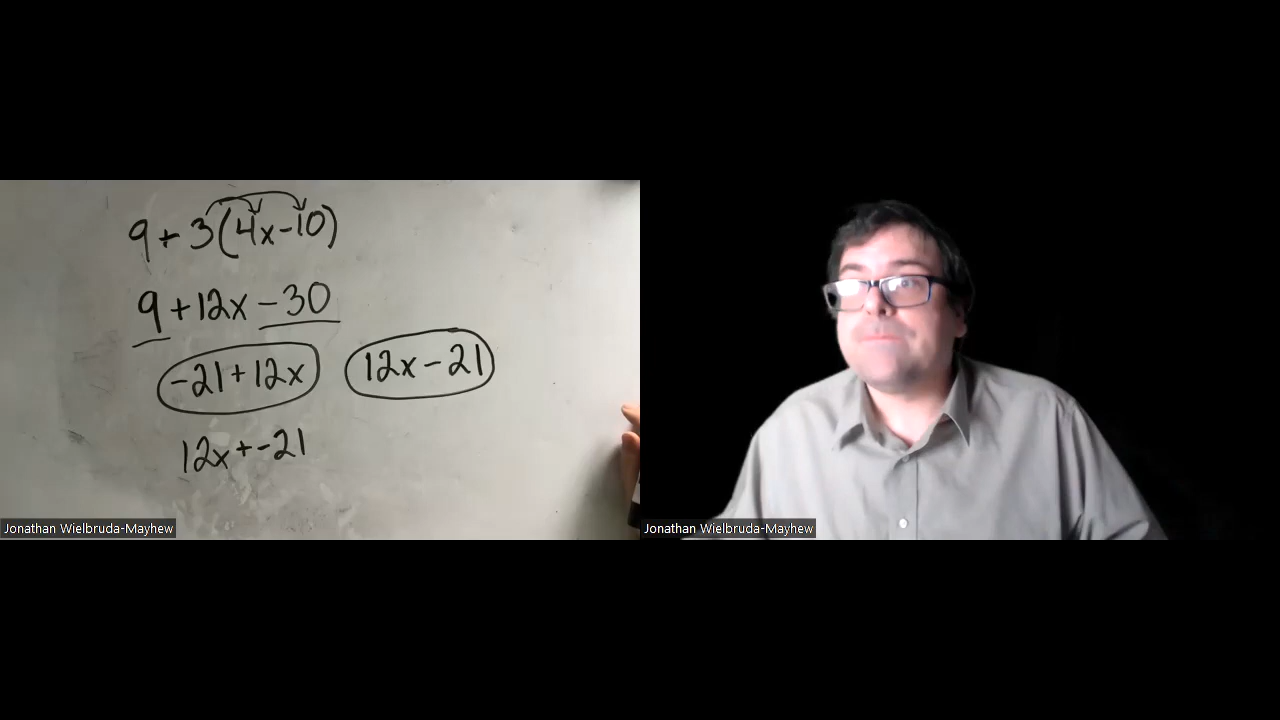 9 + 3(4x-10)
9 + 12x - 30
-21 + 12x 12x - 21
12x + -21
Jonathan Wielbruda-Mayhew Jonathan Wielbruda-Mayhew